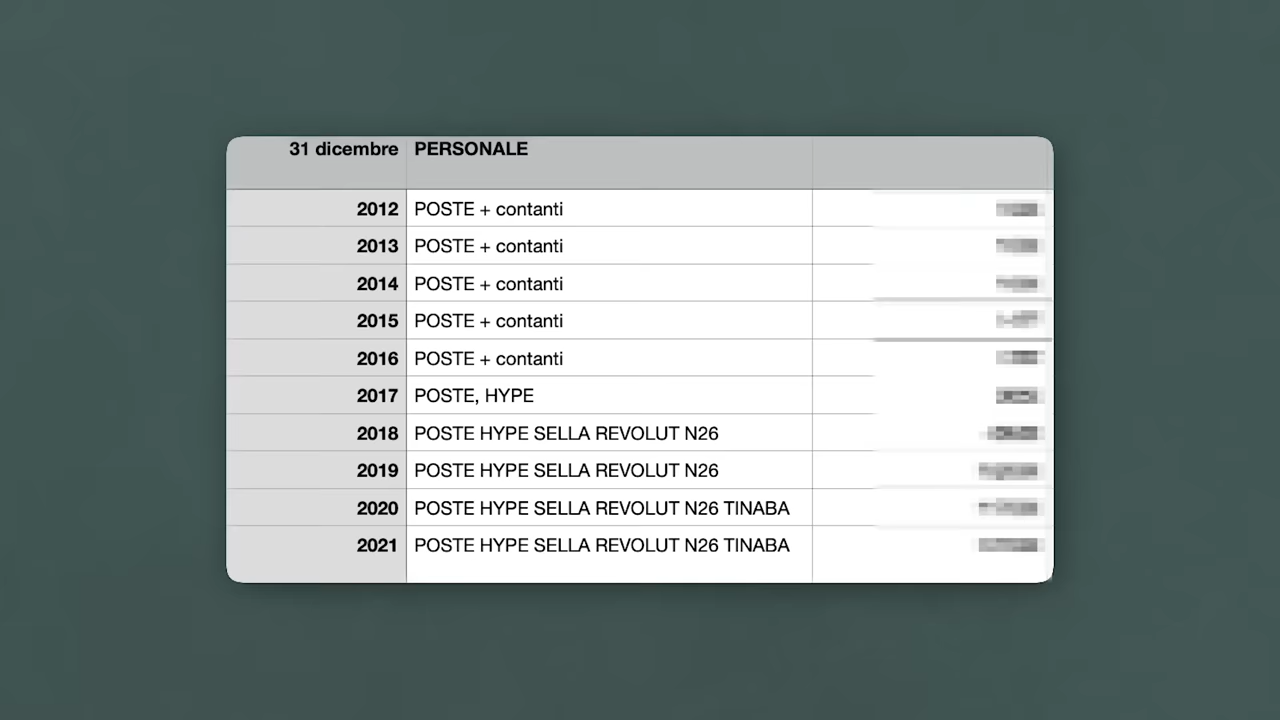 31 dicembre PERSONALE
2012 POSTE + contanti
2013 POSTE + contanti
2014 POSTE + contanti
2015 POSTE + contanti
2016 POSTE + contanti
2017 POSTE, HYPE
2018 POSTE HYPE SELLA REVOLUT N26
2019 POSTE HYPE SELLA REVOLUT N26
2020 POSTE HYPE SELLA REVOLUT N26 TINABA
2021 POSTE HYPE SELLA REVOLUT N26 TINABA